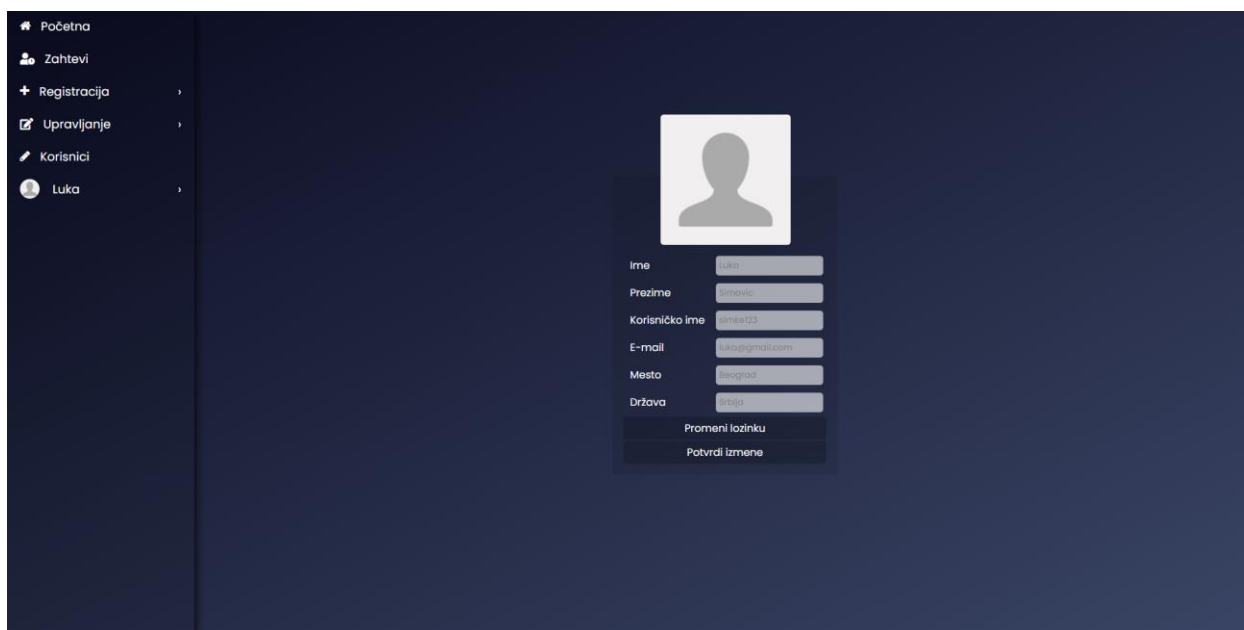 Početna
Zahtevi
Registracija
Upravljanje
Korisnici
Luka
Ime Luka
Prezime Simovic
Korisničko ime simke123
E-mail luka@gmail.com
Mesto Beograd
Država Srbija
Promeni lozinku
Potvrdi izmene